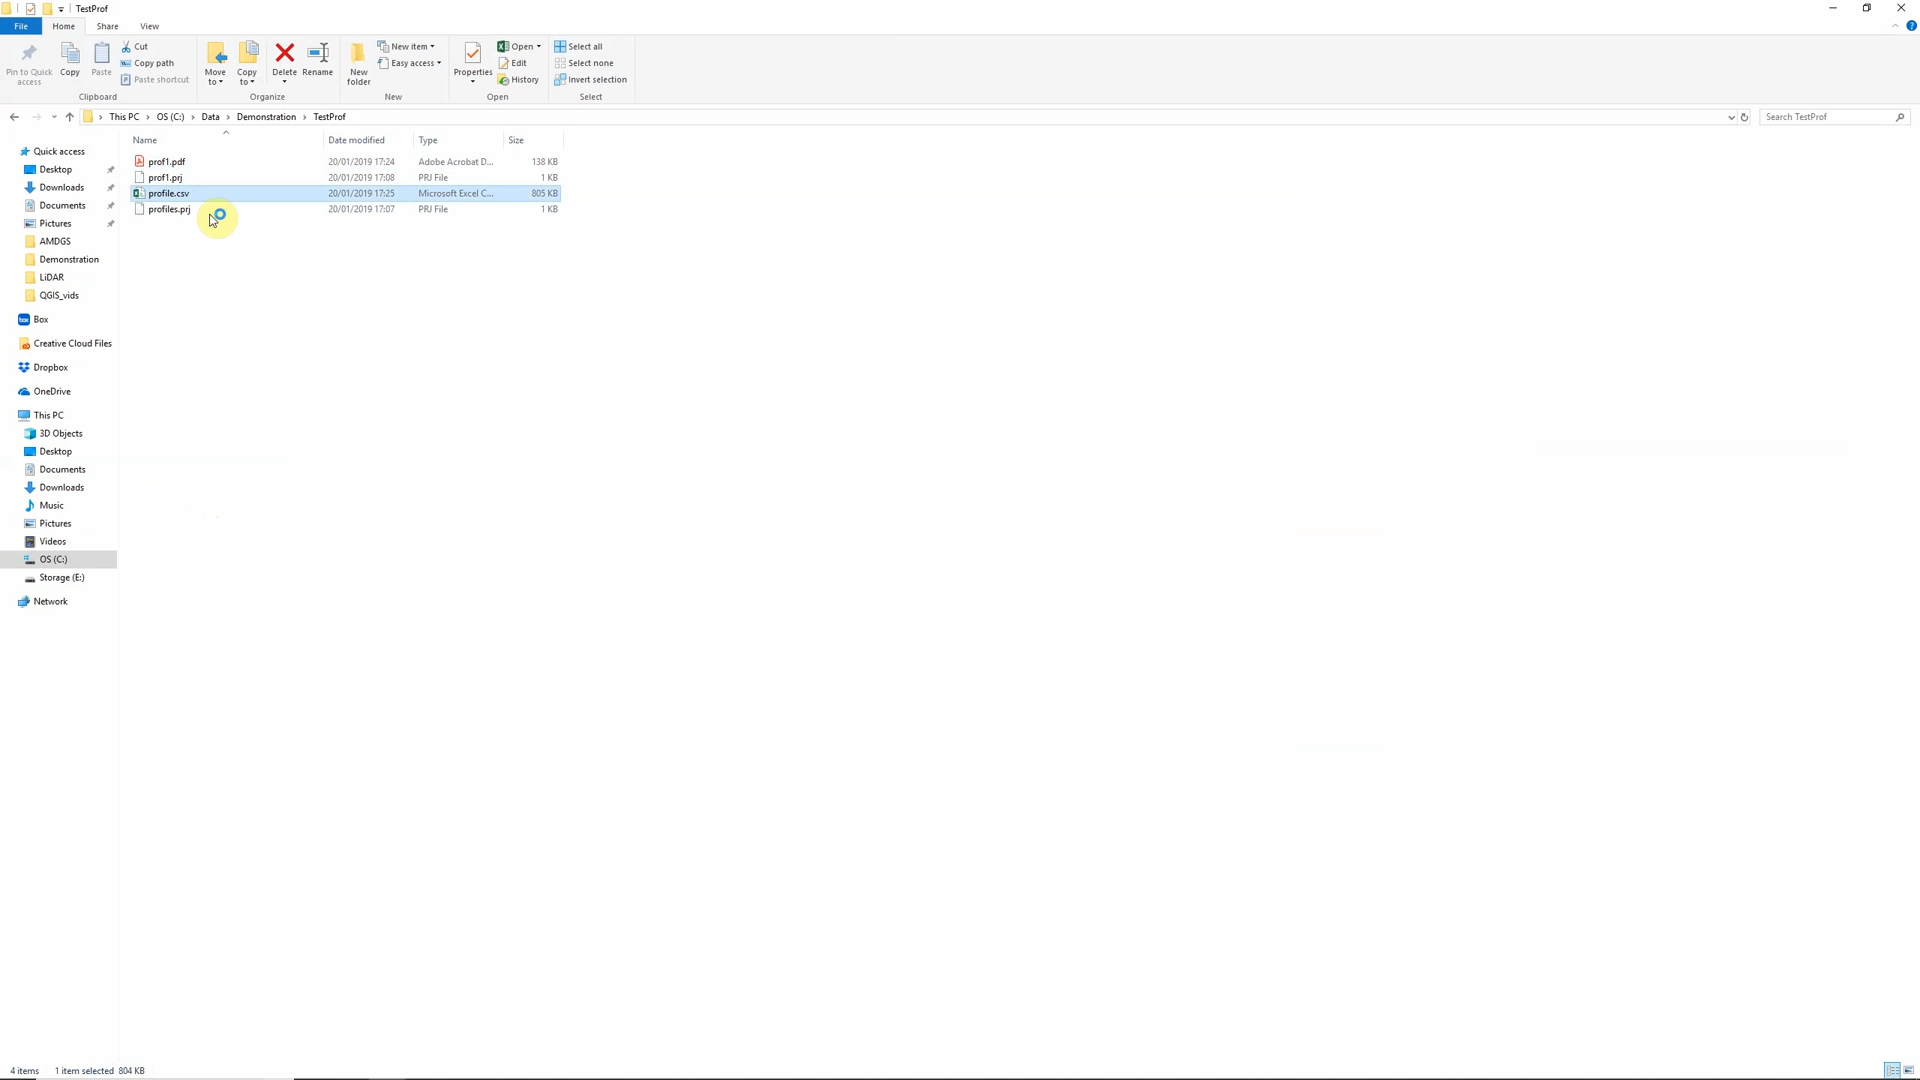 TestProf
File Home Share View
Pin to Quick access
Copy
Paste
Cut
Copy path
Paste shortcut
Clipboard
Move to
Copy to
Delete
Rename
Organize
New folder
New item
Easy access
New
Properties
Open
Edit
History
Open
Select all
Select none
Invert selection
Select
This PC OS (C:) Data Demonstration TestProf
Search TestProf
Name Date modified Type Size
prof1.pdf 20/01/2019 17:24 Adobe Acrobat D... 138 KB
prof1.prj 20/01/2019 17:08 PRJ File 1 KB
profile.csv 20/01/2019 17:25 Microsoft Excel C... 805 KB
profiles.prj 20/01/2019 17:07 PRJ File 1 KB
Quick access
Desktop
Downloads
Documents
Pictures
AMDGS
Demonstration
LiDAR
QGIS_vids
Box
Creative Cloud Files
Dropbox
OneDrive
This PC
3D Objects
Desktop
Documents
Downloads
Music
Pictures
Videos
OS (C:)
Storage (E:)
Network
4 items 1 item selected 804 KB